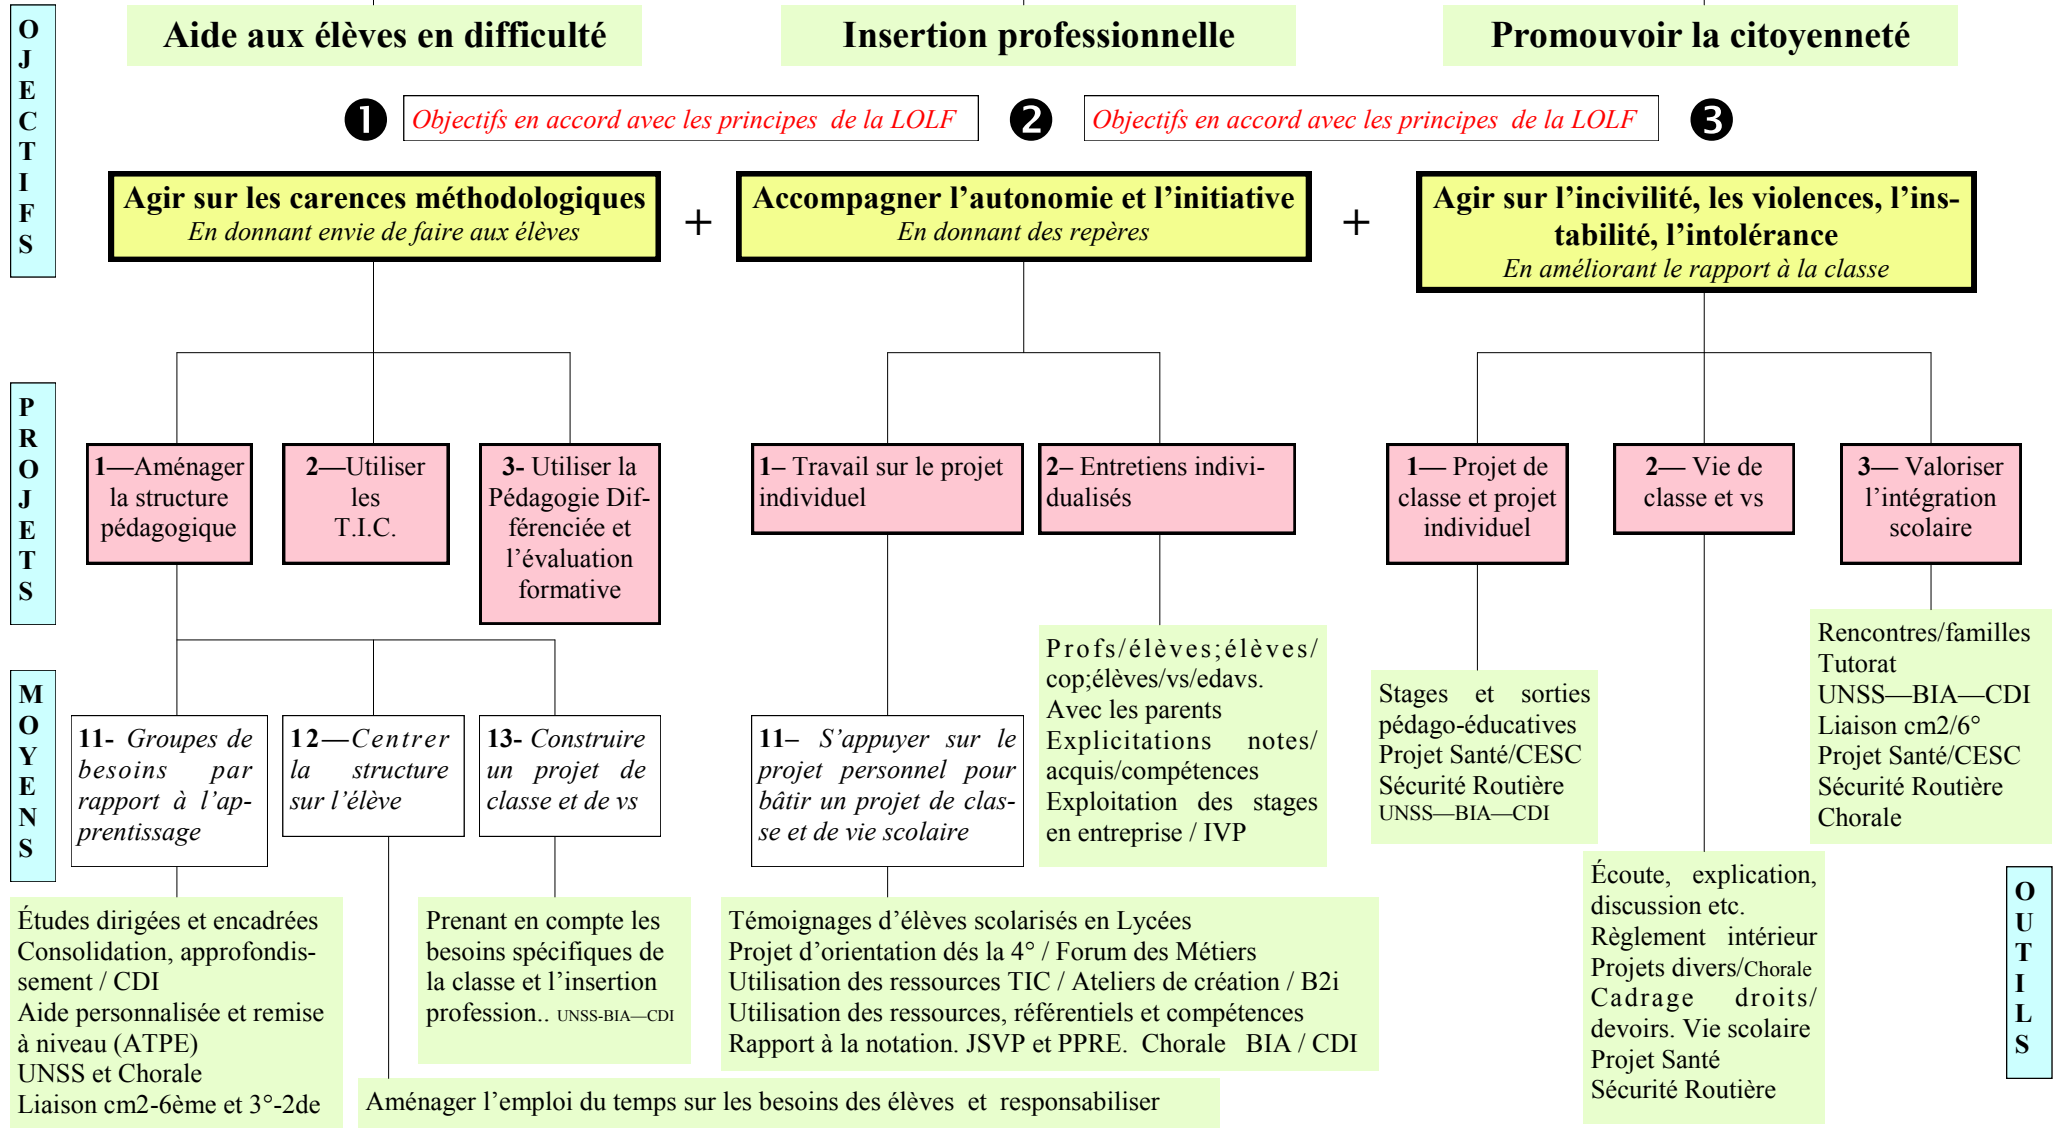 OJECTIFS
Aide aux élèves en difficulté
Insertion professionnelle
Promouvoir la citoyenneté
❶
Objectifs en accord avec les principes de la LOLF
❷
Objectifs en accord avec les principes de la LOLF
❸
Agir sur les carences méthodologiques
En donnant envie de faire aux élèves
+
Accompagner l’autonomie et l’initiative
En donnant des repères
+
Agir sur l’incivilité, les violences, l’ins-
tabilité, l’intolérance
En améliorant le rapport à la classe
PROJETS
1—Aménager
la structure
pédagogique
2—Utiliser
les
T.I.C.
3- Utiliser la
Pédagogie Dif-
férenciée et
l’évaluation
formative
1– Travail sur le projet
individuel
2– Entretiens indivi-
dualisés
1— Projet de
classe et projet
individuel
2— Vie de
classe et vs
3— Valoriser
l’intégration
scolaire
MOYENS
11- Groupes de
besoins par
rapport à l’ap-
prentissage
12—Centrer
la structure
sur l’élève
13- Construire
un projet de
classe et de vs
11– S'appuyer sur le
projet personnel pour
bâtir un projet de clas-
se et de vie scolaire
Profs/élèves;élèves/
cop;élèves/vs/edavs.
Avec les parents
Explicitations notes/
acquis/compétences
Exploitation des stages
en entreprise / IVP
Stages et sorties
pédago-éducatives
Projet Santé/CESC
Sécurité Routière
UNSS—BIA—CDI
Rencontres/familles
Tutorat
UNSS—BIA—CDI
Liaison cm2/6°
Projet Santé/CESC
Sécurité Routière
Chorale
OUTILS
Études dirigées et encadrées
Consolidation, approfondis-
sement / CDI
Aide personnalisée et remise
à niveau (ATPE)
UNSS et Chorale
Liaison cm2-6ème et 3°-2de
Prenant en compte les
besoins spécifiques de
la classe et l’insertion
profession.. UNSS-BIA—CDI
Témoignages d’élèves scolarisés en Lycées
Projet d’orientation dés la 4° / Forum des Métiers
Utilisation des ressources TIC / Ateliers de création / B2i
Utilisation des ressources, référentiels et compétences
Rapport à la notation. JSVP et PPRE. Chorale BIA / CDI
Écoute, explication,
discussion etc.
Règlement intérieur
Projets divers/Chorale
Cadrage droits/
devoirs. Vie scolaire
Projet Santé
Sécurité Routière
Aménager l’emploi du temps sur les besoins des élèves et responsabiliser